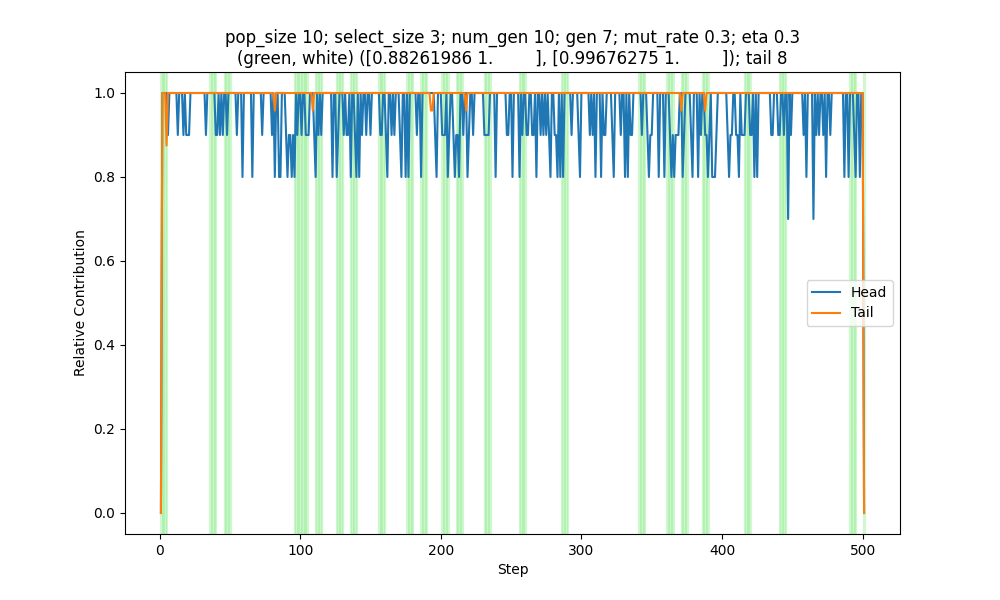 pop_size 10; select_size 3; num_gen 10; gen 7; mut_rate 0.3; eta 0.3
(green, white) ([0.88261986 1.         ], [0.99676275 1.         ]); tail 8
1.0
0.8
0.6
0.4
0.2
0.0
Relative Contribution
Head
Tail
0
100
200
300
400
500
Step